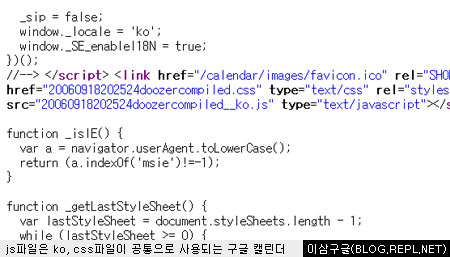 _sip = false;
window._locale = 'ko';
window._SE_enableI18N = true;
})();
//--> </script> <link href="/calendar/images/favicon.ico" rel="SHO
href="20060918202524doozercompiled.css" type="text/css" rel="styles
src="20060918202524doozercompiled__ko.js" type="text/javascript"></s
function _isIE() {
var a = navigator.userAgent.toLowerCase();
return (a.indexOf('msie')!=-1);
}
function _getLastStyleSheet() {
var lastStyleSheet = document.styleSheets.length - 1;
while (lastStyleSheet >= 0) {
js파일은 ko, css파일이 공통으로 사용되는 구글 캘린더
이삼구글(BLOG,REPL,NET)